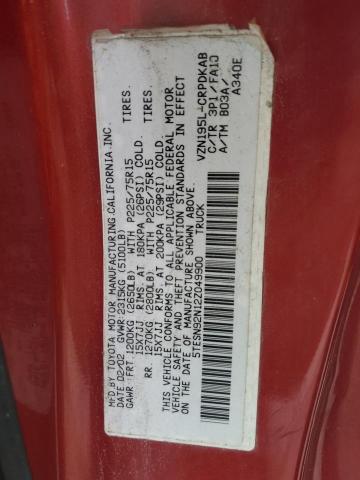 MFD. BY TOYOTA MOTOR MANUFACTURING.CALIFORNIA.INC.
DATE:02/02 GVWR:2315KG(5100LB)
GAWR: FRT.1200KG(2650LB) WITH P225/75R15 TIRES.
15X7JJ RIMS. AT 180KPA(26PSI) COLD.
RR. 1270KG(2800LB) WITH P225/75R15 TIRES.
15X7JJ RIMS. AT 200KPA(29PSI) COLD.
THIS VEHICLE CONFORMS TO ALL APPLICABLE FEDERAL MOTOR
VEHICLE SAFETY AND THEFT PREVENTION STANDARDS IN EFFECT
ON THE DATE OF MANUFACTURE SHOWN ABOVE.
5TESN92N12Z049900 TRUCK
VZN195L-CRPDKAB
C/TR 3P1/FA10
A/TM B03A/
A340E